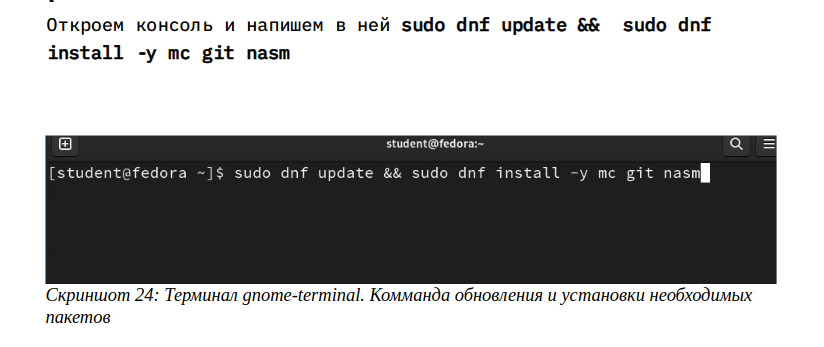 Откроем консоль и напишем в ней sudo dnf update && sudo dnf
install -y mc git nasm
student@fedora:~
[student@fedora ~]$ sudo dnf update && sudo dnf install -y mc git nasm
Скриншот 24: Терминал gnome-terminal. Комманда обновления и установки необходимых
пакетов